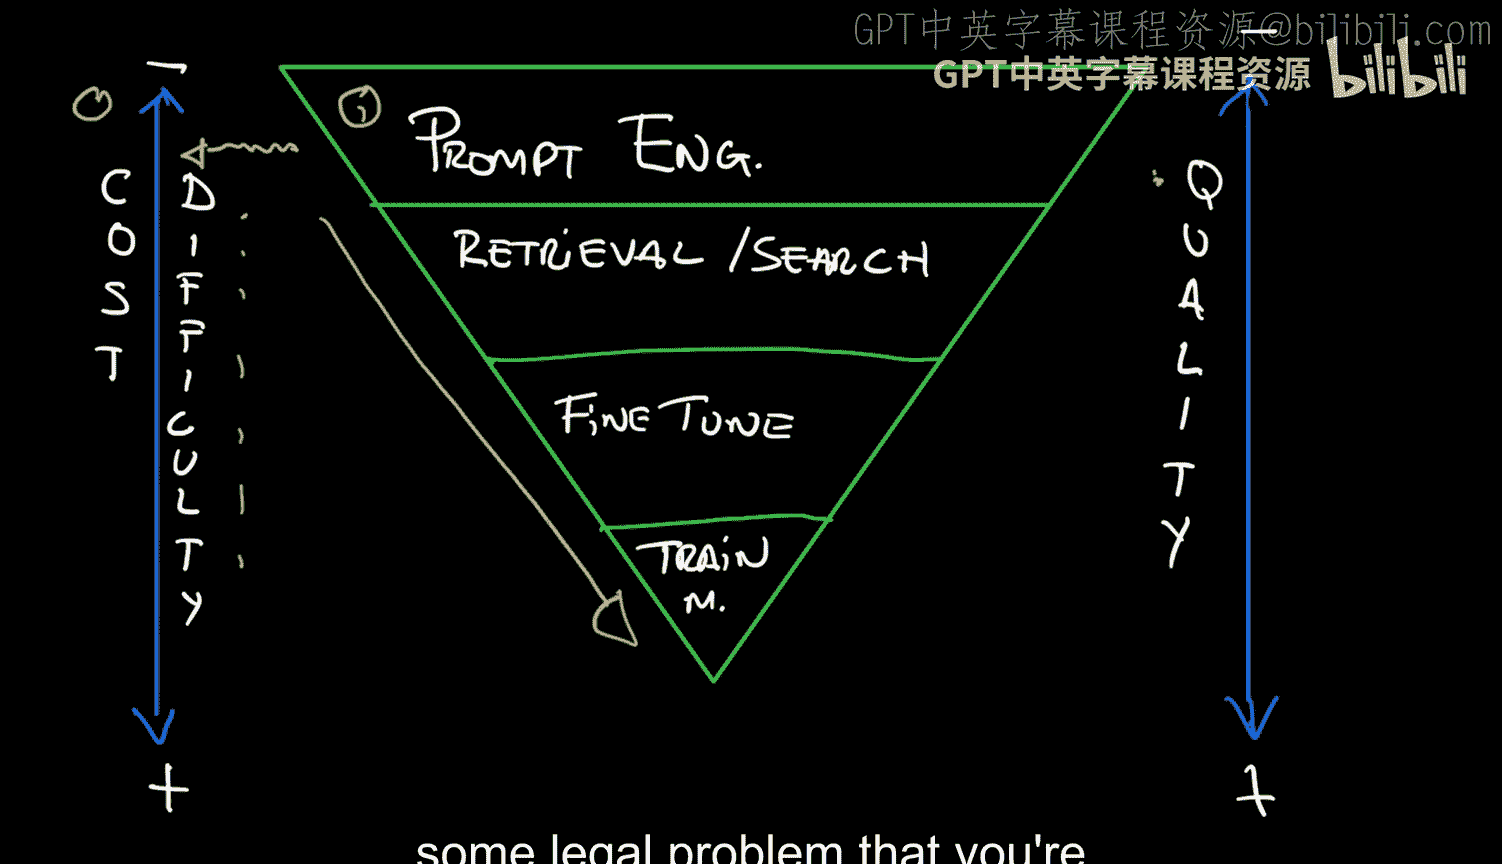 GPT中英字幕课程资源@bilibili.com
GPT中英字幕课程资源 bilibili
COST
DIFFICULTY
1
PROMPT ENG.
RETRIEVAL / SEARCH
FINE TUNE
TRAIN
M.
QUALITY
-
+
-
+
some legal problem that you're